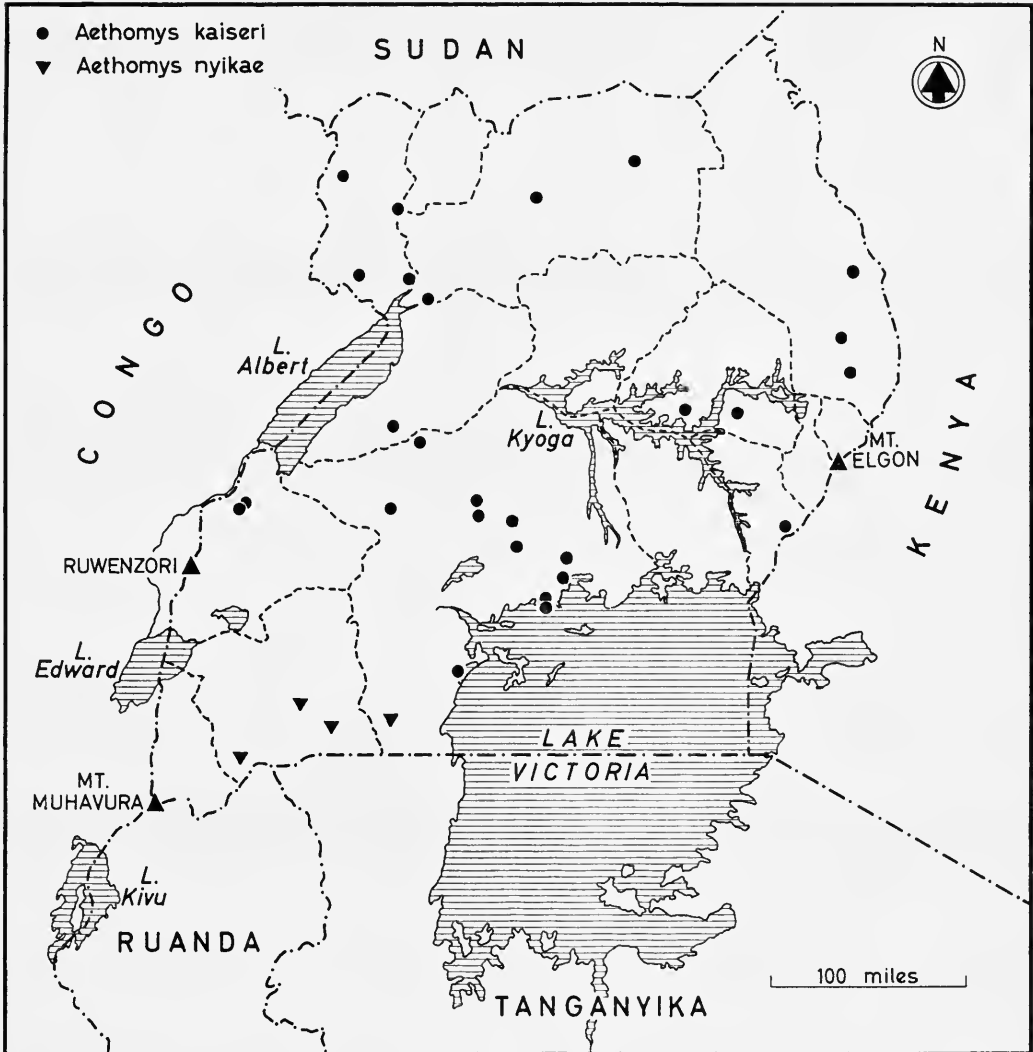 Aethomys kaiseri
Aethomys nyikae
SUDAN
N
CONGO
L.
Albert
L.
Kyoga
MT.
ELGON
KENYA
RUWENZORI
L.
Edward
LAKE
VICTORIA
MT.
MUHAVURA
L.
Kivu
RUANDA
100 miles
TANGANYIKA